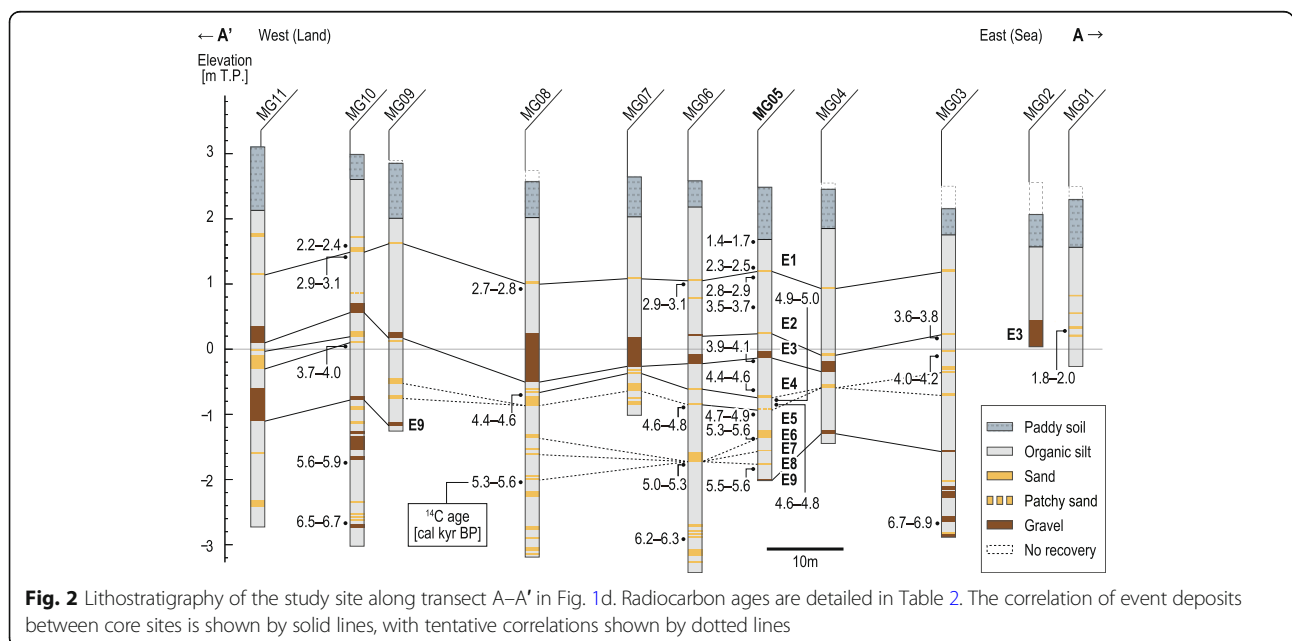 ← A' West (Land) East (Sea) A →
Elevation
[m T.P.]
MG11 MG10 MG09 MG08 MG07 MG06 MG05 MG04 MG03 MG02 MG01
3
2
1
0
−1
−2
−3
2.2–2.4
2.9–3.1
3.7–4.0
5.6–5.9
6.5–6.7
E9
2.7–2.8
4.4–4.6
5.3–5.6
14C age
[cal kyr BP]
2.9–3.1
4.6–4.8
5.0–5.3
6.2–6.3
1.4–1.7
2.3–2.5
2.8–2.9
3.5–3.7
3.9–4.1
4.4–4.6
4.7–4.9
5.3–5.6
5.5–5.6
E1
4.9–5.0
E2
E3
E4
E5
E6
E7
E8
E9
4.6–4.8
3.6–3.8
4.0–4.2
6.7–6.9
E3
1.8–2.0
10m
Paddy soil
Organic silt
Sand
Patchy sand
Gravel
No recovery
Fig. 2 Lithostratigraphy of the study site along transect A–A′ in Fig. 1d. Radiocarbon ages are detailed in Table 2. The correlation of event deposits
between core sites is shown by solid lines, with tentative correlations shown by dotted lines